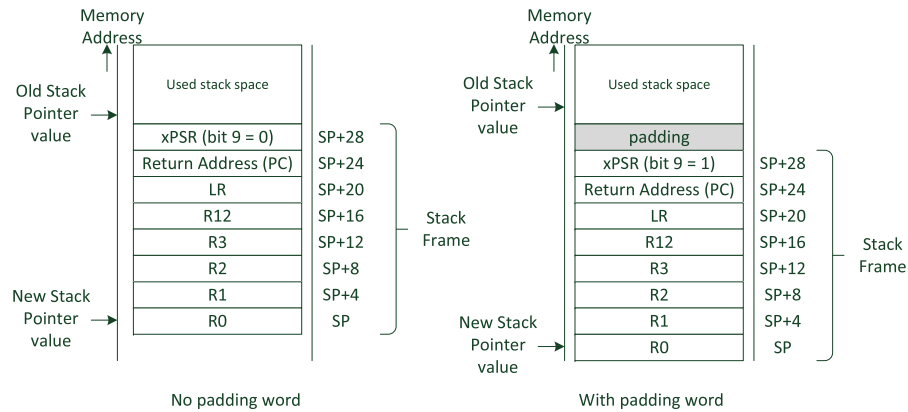 Memory
Address
Old Stack
Pointer
value
Used stack space
xPSR (bit 9 = 0)
SP+28
Return Address (PC)
SP+24
LR
SP+20
R12
SP+16
R3
SP+12
R2
SP+8
R1
SP+4
R0
SP
Stack
Frame
New Stack
Pointer
value
No padding word
Memory
Address
Old Stack
Pointer
value
Used stack space
padding
xPSR (bit 9 = 1)
SP+28
Return Address (PC)
SP+24
LR
SP+20
R12
SP+16
R3
SP+12
R2
SP+8
R1
SP+4
R0
SP
Stack
Frame
New Stack
Pointer
value
With padding word